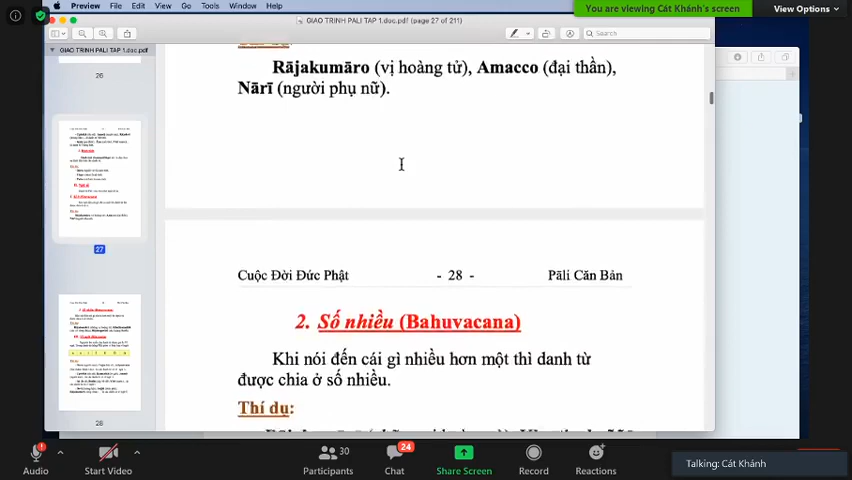 Preview File Edit View Go Tools Window Help
You are viewing Cát Khánh's screen
View Options
GIAO TRINH PALI TAP 1.doc.pdf (page 27 of 211)
Search
GIAO TRINH PALI TAP 1.doc.pdf
26
27
28
Rājakumāro (vị hoàng tử), Amacco (đại thần),
Nārī (người phụ nữ).
Cuộc Đời Đức Phật - 28 - Pāli Căn Bản
2. Số nhiều (Bahuvacana)
Khi nói đến cái gì nhiều hơn một thì danh từ
được chia ở số nhiều.
Thí dụ:
Audio
Start Video
30
Participants
24
Chat
Share Screen
Record
Reactions
Talking: Cát Khánh